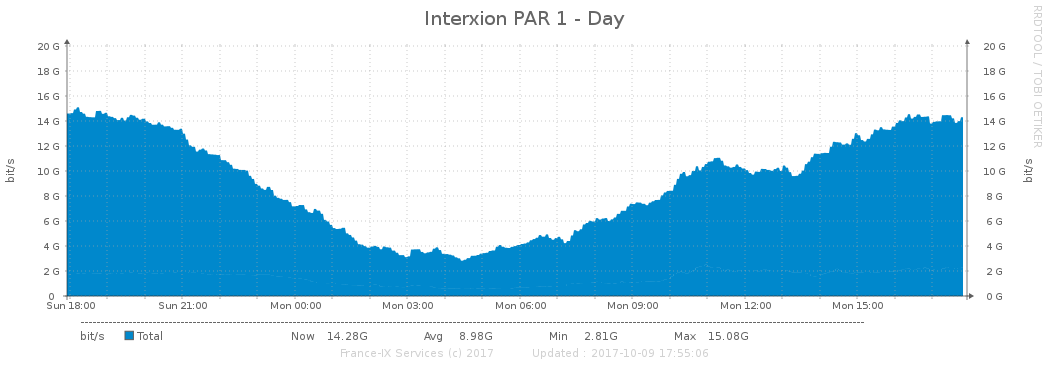 Interxion PAR 1 - Day
RRDTOOL / TOBI OETIKER
bit/s
20 G 20 G
18 G 18 G
16 G 16 G
14 G 14 G
12 G 12 G
10 G 10 G
8 G 8 G
6 G 6 G
4 G 4 G
2 G 2 G
0 0 G
bit/s
Sun 18:00 Sun 21:00 Mon 00:00 Mon 03:00 Mon 06:00 Mon 09:00 Mon 12:00 Mon 15:00
bit/s Total Now 14.28G Avg 8.98G Min 2.81G Max 15.08G
France-IX Services (c) 2017 Updated : 2017-10-09 17:55:06